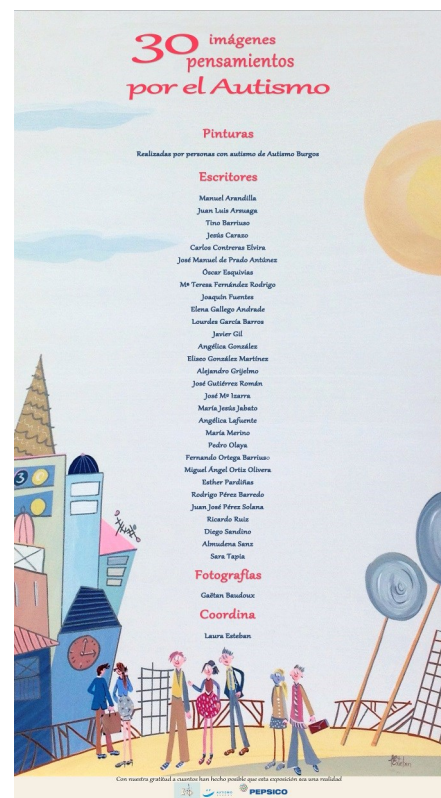 30 imágenes
pensamientos
por el Autismo
Pinturas
Realizadas por personas con autismo de Autismo Burgos
Escritores
Manuel Arandilla
Juan Luis Arsuaga
Tino Barriuso
Jesús Carazo
Carlos Contreras Elvira
José Manuel de Prado Antúnez
Óscar Esquivias
Mª Teresa Fernández Rodrigo
Joaquín Fuentes
Elena Gallego Andrade
Lourdes García Barros
Javier Gil
Angélica González
Eliseo González Martínez
Alejandro Grijelmo
José Gutiérrez Román
José Mª Izarra
María Jesús Jabato
Angélica Lafuente
María Merino
Pedro Olaya
Fernando Ortega Barriuso
Miguel Ángel Ortiz Olivera
Esther Pardiñas
Rodrigo Pérez Barredo
Juan José Pérez Solana
Ricardo Ruiz
Diego Sandino
Almudena Sanz
Sara Tapia
Fotografías
Gaëtan Baudoux
Coordina
Laura Esteban
Con nuestra gratitud a cuantos han hecho posible que esta exposición sea una realidad
PEPSICO